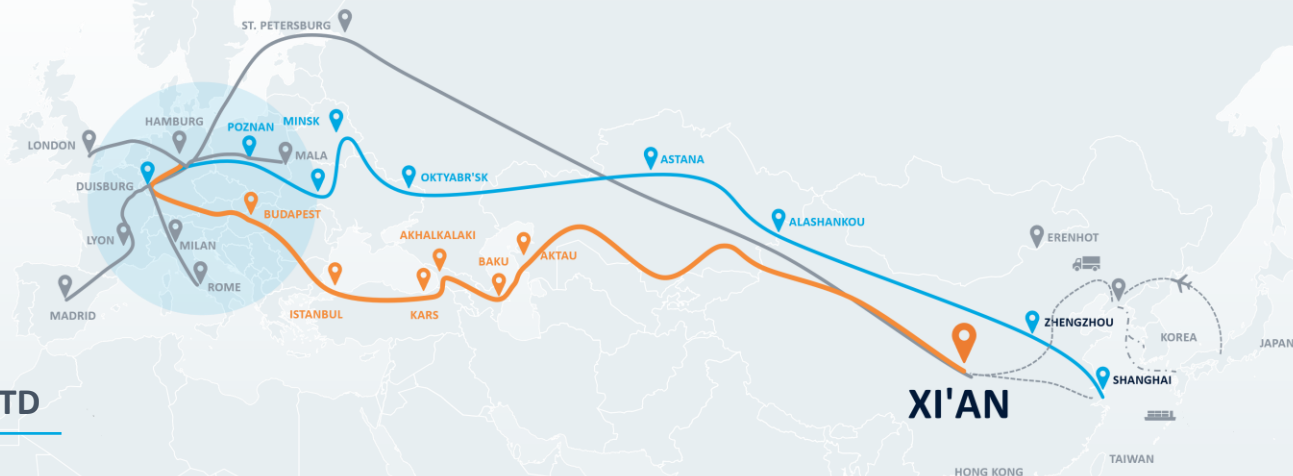 ST. PETERSBURG
HAMBURG
POZNAN
MINSK
LONDON
MALA
ASTANA
DUISBURG
OKTYABR'SK
BUDAPEST
ALASHANKOU
LYON
MILAN
AKHALKALAKI
ERENHOT
BAKU
AKTAU
ROME
MADRID
ISTANBUL
KARS
ZHENGZHOU
KOREA
JAPAN
SHANGHAI
TD
XI'AN
TAIWAN
HONG KONG